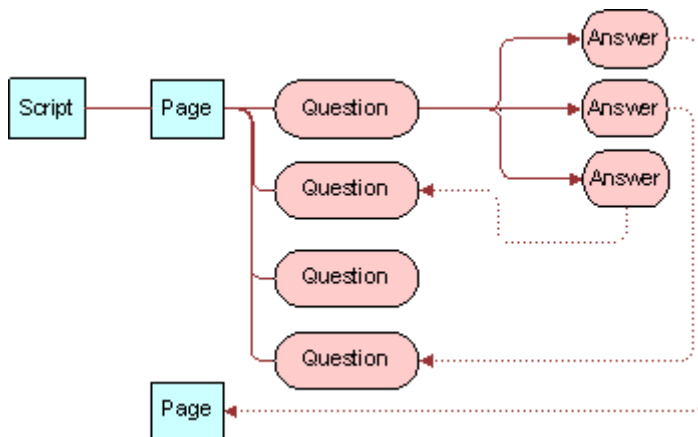 Answer
Script
Page
Question
Answer
Question
Answer
Question
Question
Page